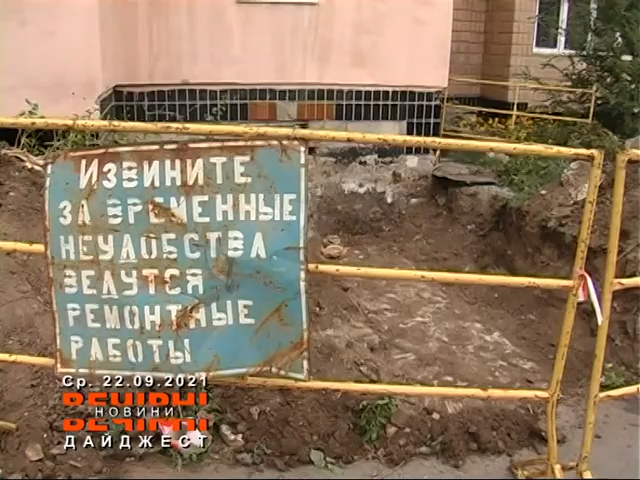 ИЗВИНИТЕ
ЗА ВРЕМЕННЫЕ
НЕУДОБСТВА
ВЕДУТСЯ
РЕМОНТНЫЕ
РАБОТЫ
Ср. 22.09.2021
ВЕЧІРНІ
НОВИНИ
ДАЙДЖЕСТ